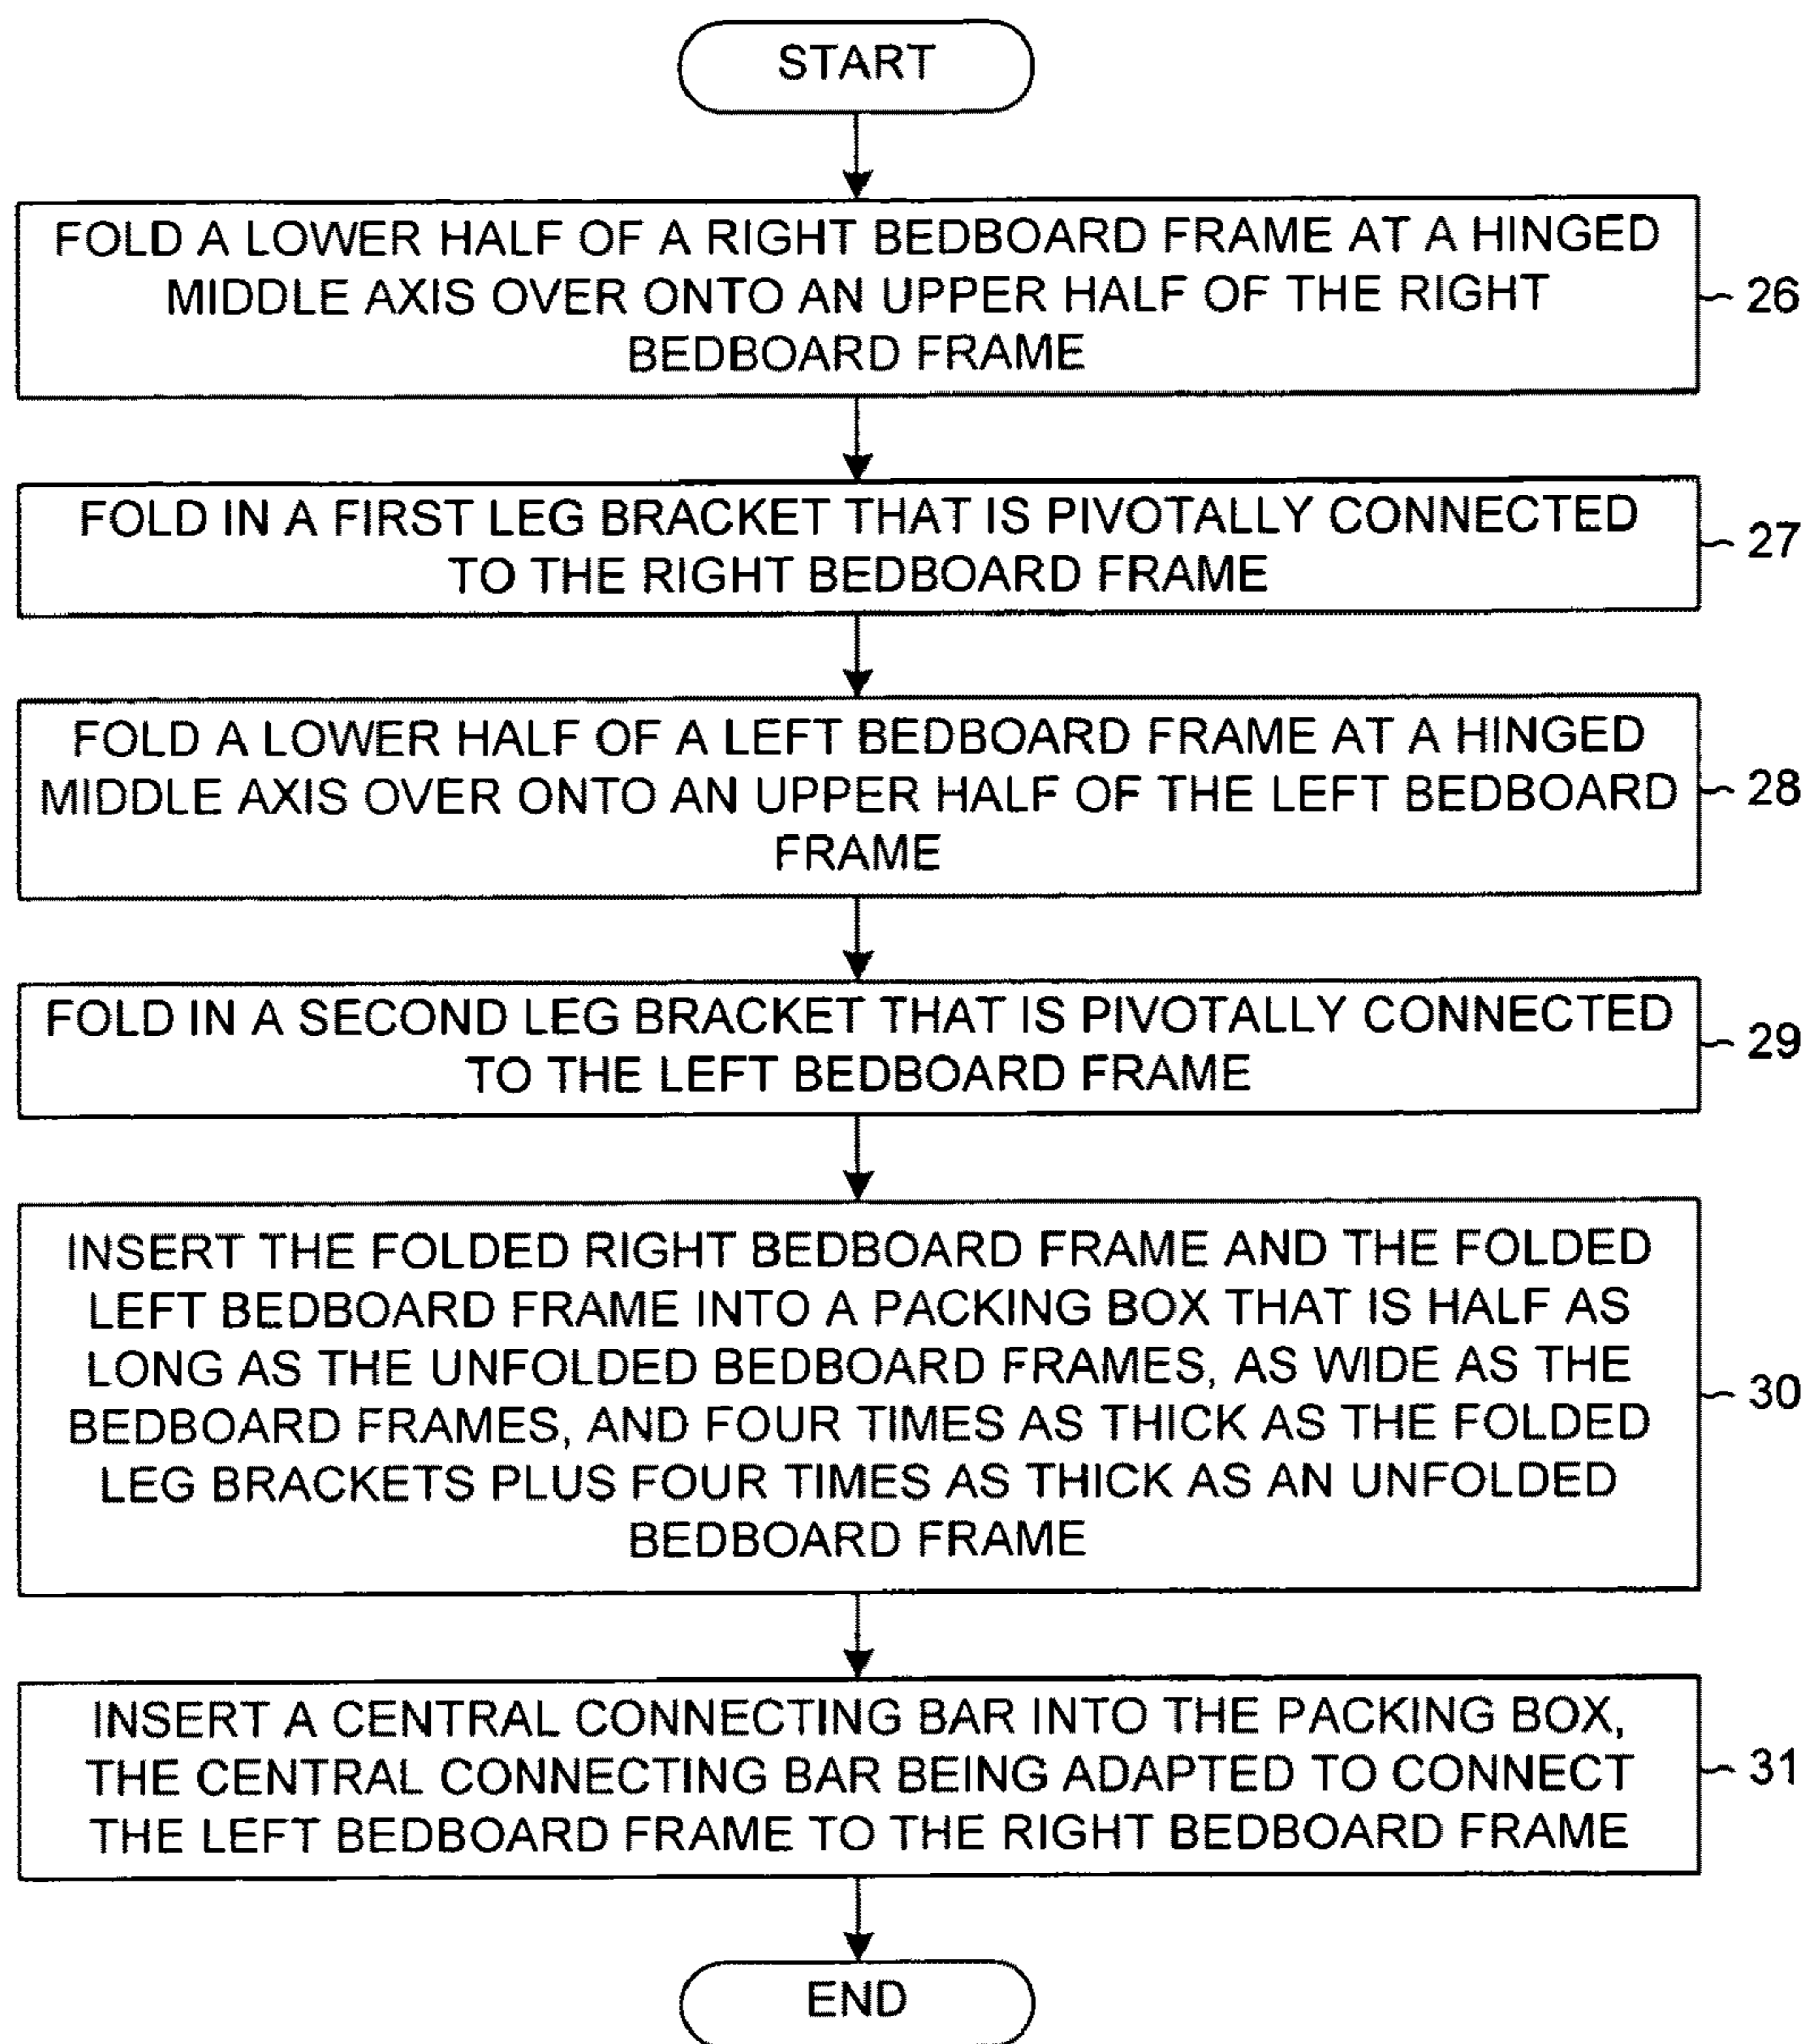 START
FOLD A LOWER HALF OF A RIGHT BEDBOARD FRAME AT A HINGED
MIDDLE AXIS OVER ONTO AN UPPER HALF OF THE RIGHT
BEDBOARD FRAME
26
FOLD IN A FIRST LEG BRACKET THAT IS PIVOTALLY CONNECTED
TO THE RIGHT BEDBOARD FRAME
27
FOLD A LOWER HALF OF A LEFT BEDBOARD FRAME AT A HINGED
MIDDLE AXIS OVER ONTO AN UPPER HALF OF THE LEFT BEDBOARD
FRAME
28
FOLD IN A SECOND LEG BRACKET THAT IS PIVOTALLY CONNECTED
TO THE LEFT BEDBOARD FRAME
29
INSERT THE FOLDED RIGHT BEDBOARD FRAME AND THE FOLDED
LEFT BEDBOARD FRAME INTO A PACKING BOX THAT IS HALF AS
LONG AS THE UNFOLDED BEDBOARD FRAMES, AS WIDE AS THE
BEDBOARD FRAMES, AND FOUR TIMES AS THICK AS THE FOLDED
LEG BRACKETS PLUS FOUR TIMES AS THICK AS AN UNFOLDED
BEDBOARD FRAME
30
INSERT A CENTRAL CONNECTING BAR INTO THE PACKING BOX,
THE CENTRAL CONNECTING BAR BEING ADAPTED TO CONNECT
THE LEFT BEDBOARD FRAME TO THE RIGHT BEDBOARD FRAME
31
END